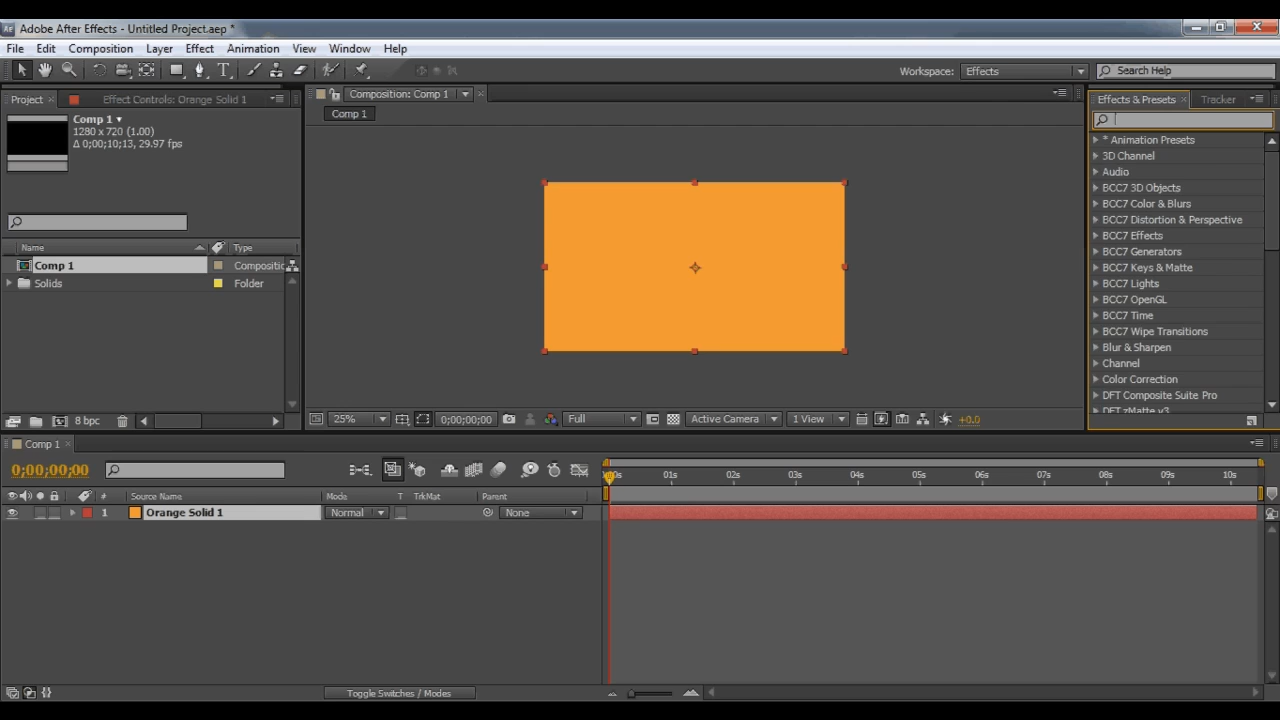 Ae Adobe After Effects - Untitled Project.aep *
File Edit Composition Layer Effect Animation View Window Help
T Workspace: Effects Search Help
Project Effect Controls: Orange Solid 1
Composition: Comp 1
Effects & Presets Tracker
Comp 1
1280 x 720 (1.00)
Δ 0;00;10;13, 29.97 fps
Comp 1
* Animation Presets
3D Channel
Audio
BCC7 3D Objects
BCC7 Color & Blurs
BCC7 Distortion & Perspective
BCC7 Effects
BCC7 Generators
BCC7 Keys & Matte
BCC7 Lights
BCC7 OpenGL
BCC7 Time
BCC7 Wipe Transitions
Blur & Sharpen
Channel
Color Correction
DFT Composite Suite Pro
DFT zMatte v3
Name Type
Comp 1 Compositic
Solids Folder
8 bpc
25% 0;00;00;00 Full Active Camera 1 View +0.0
Comp 1
0;00;00;00
:00s 01s 02s 03s 04s 05s 06s 07s 08s 09s 10s
# Source Name Mode T TrkMat Parent
1 Orange Solid 1 Normal None
Toggle Switches / Modes